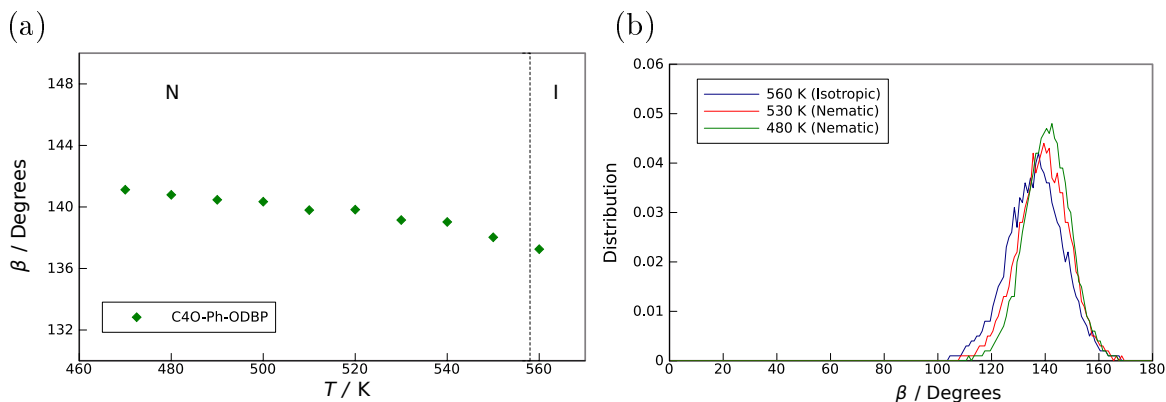 (a)
148
144
140
136
132
β / Degrees
N
I
C4O-Ph-ODBP
460
480
500
520
540
560
T / K
(b)
0.06
0.05
0.04
0.03
0.02
0.01
0
Distribution
560 K (Isotropic)
530 K (Nematic)
480 K (Nematic)
0
20
40
60
80
100
120
140
160
180
β / Degrees